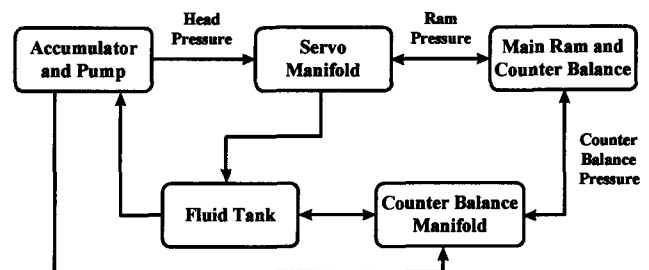 Head
Pressure
Ram
Pressure
Accumulator
and Pump
Servo
Manifold
Main Ram and
Counter Balance
Counter
Balance
Pressure
Fluid Tank
Counter Balance
Manifold